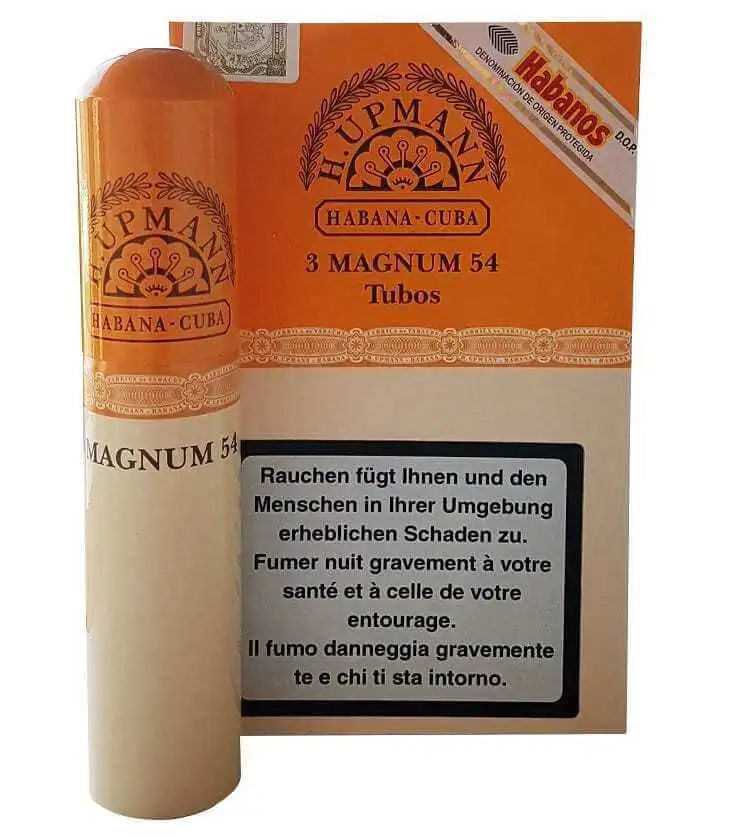 H. UPMANN
HABANA-CUBA
MAGNUM 54
Habanos
DENOMINACION DE ORIGEN PROTEGIDA
D.O.P.
H. UPMANN
HABANA-CUBA
3 MAGNUM 54
Tubos
Rauchen fügt Ihnen und den
Menschen in Ihrer Umgebung
erheblichen Schaden zu.
Fumer nuit gravement à votre
santé et à celle de votre
entourage.
Il fumo danneggia gravemente
te e chi ti sta intorno.